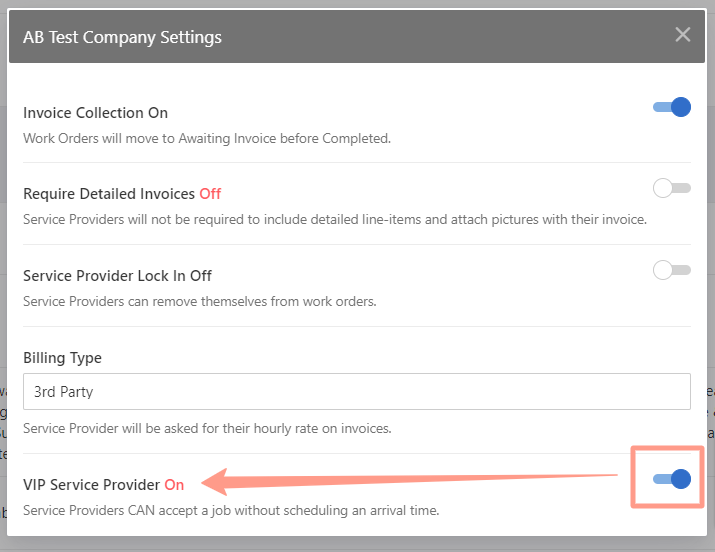 AB Test Company Settings
Invoice Collection On
Work Orders will move to Awaiting Invoice before Completed.
Require Detailed Invoices Off
Service Providers will not be required to include detailed line-items and attach pictures with their invoice.
Service Provider Lock In Off
Service Providers can remove themselves from work orders.
Billing Type
3rd Party
Service Provider will be asked for their hourly rate on invoices.
VIP Service Provider On
Service Providers CAN accept a job without scheduling an arrival time.